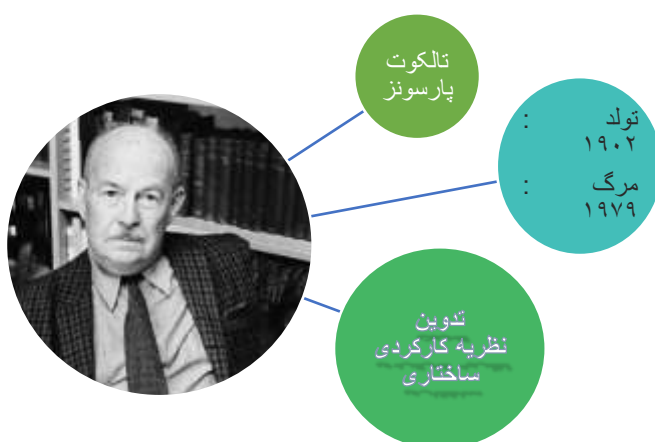 تالکوت
پارسونز
تولد :
۱۹۰۲
مرگ :
۱۹۷۹
تدوین
نظریه کارکردی
ساختاری